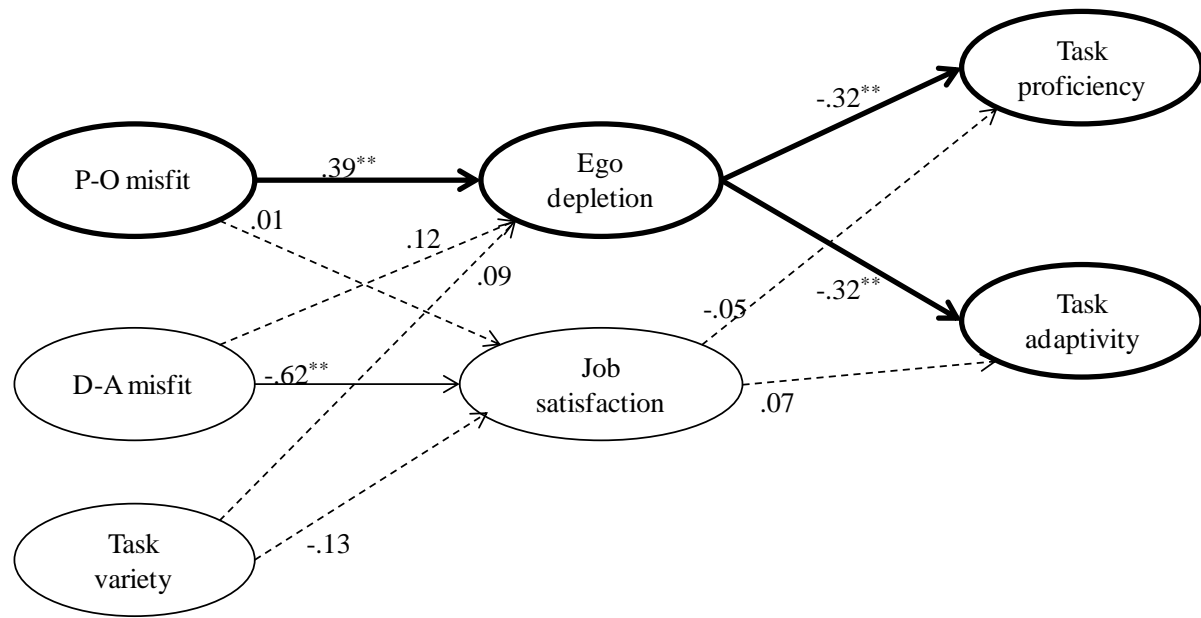 Task
proficiency
-.32**
P-O misfit
.39**
Ego
depletion
.01
.12
.09
-.32**
Task
adaptivity
-.05
D-A misfit
-.62**
Job
satisfaction
.07
Task
variety
-.13